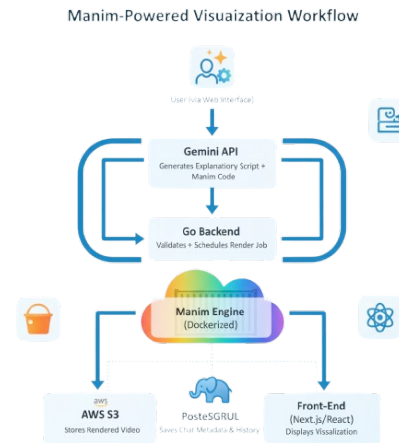 Manim-Powered Visuaization Workflow
User (via Web Interface)
Gemini API
Generates Explanatiory Script +
Manim Code
Go Backend
Validates + Schedules Render Job
Manim Engine
(Dockerized)
aws
AWS S3
Stores Rendered Video
PosteSGRUL
Saves Chat Metadata & History
Front-End
(Next.js/React)
Displays Vissalization